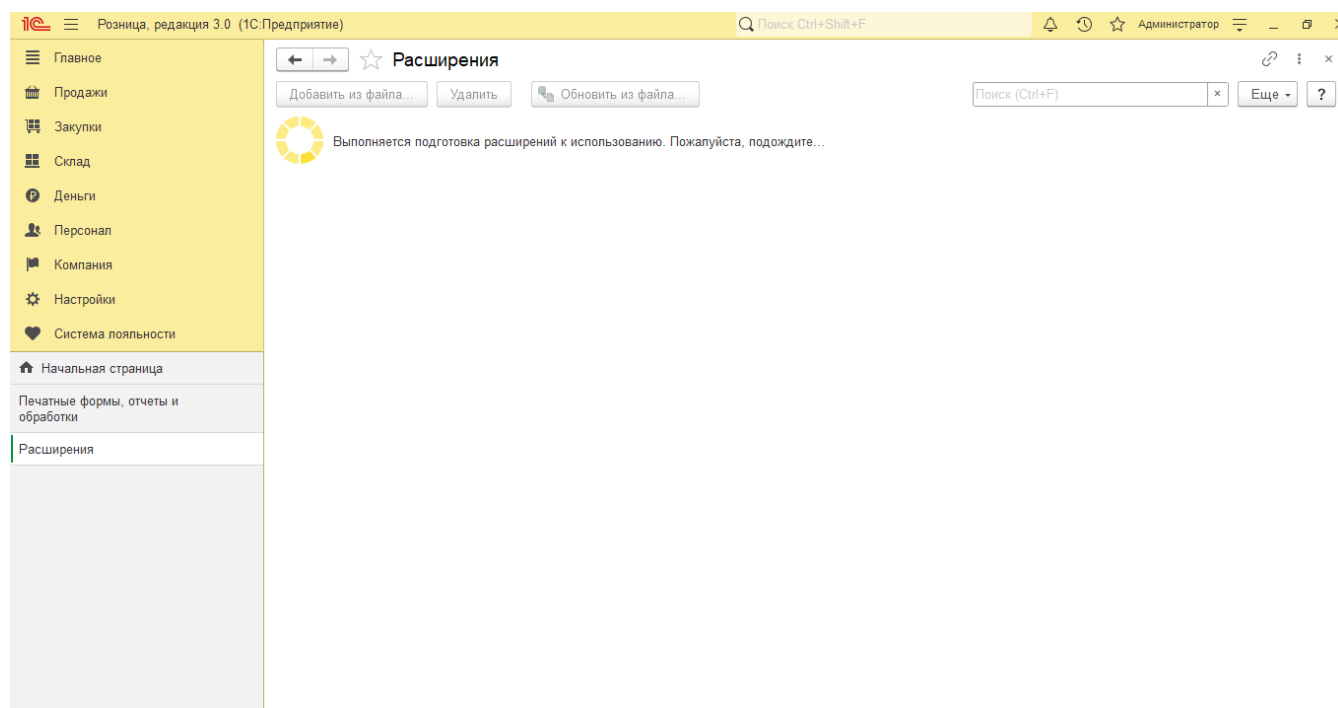 1С Розница, редакция 3.0 (1С:Предприятие) Поиск Ctrl+Shift+F Администратор
Главное
Продажи
Закупки
Склад
Деньги
Персонал
Компания
Настройки
Система лояльности
Начальная страница
Печатные формы, отчеты и
обработки
Расширения
Расширения
Добавить из файла... Удалить Обновить из файла... Поиск (Ctrl+F) × Еще ?
Выполняется подготовка расширений к использованию. Пожалуйста, подождите...